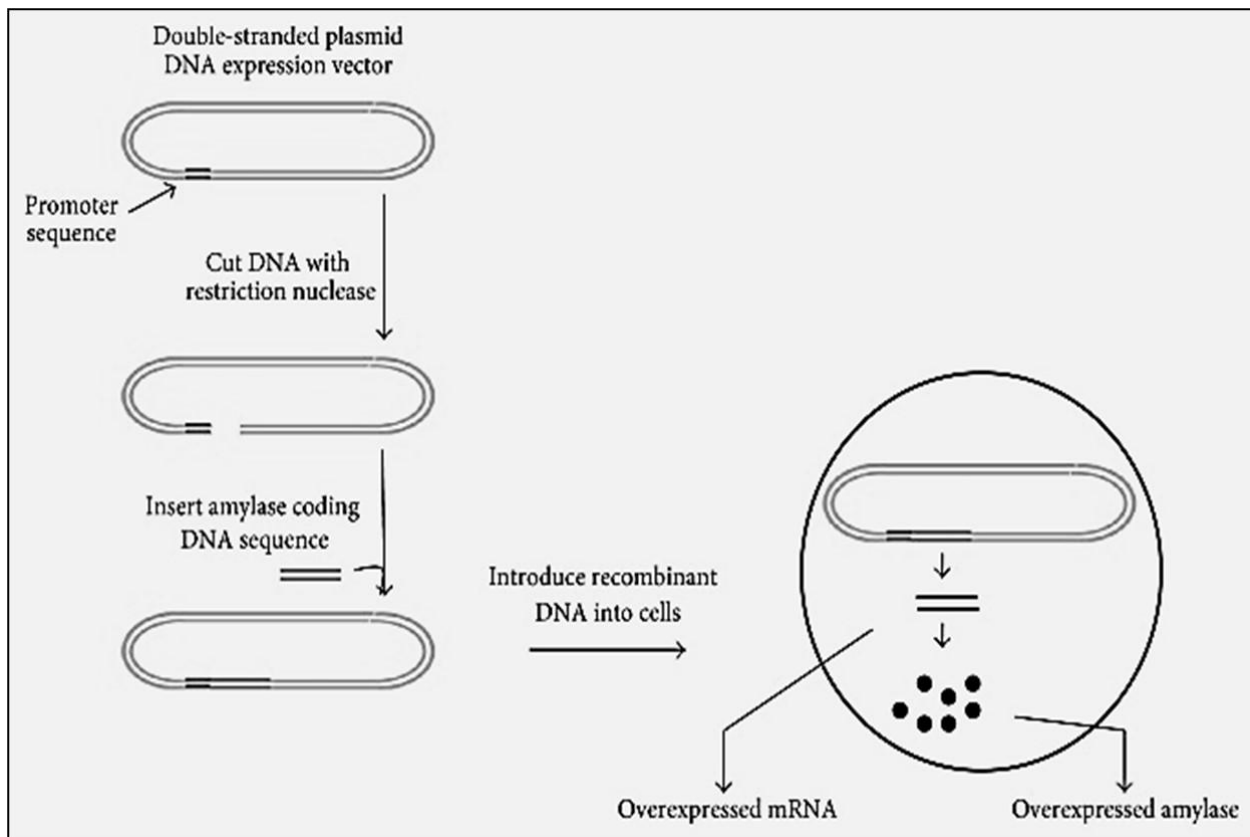 Double-stranded plasmid
DNA expression vector
Promoter
sequence
Cut DNA with
restriction nuclease
Insert amylase coding
DNA sequence
Introduce recombinant
DNA into cells
Overexpressed mRNA
Overexpressed amylase